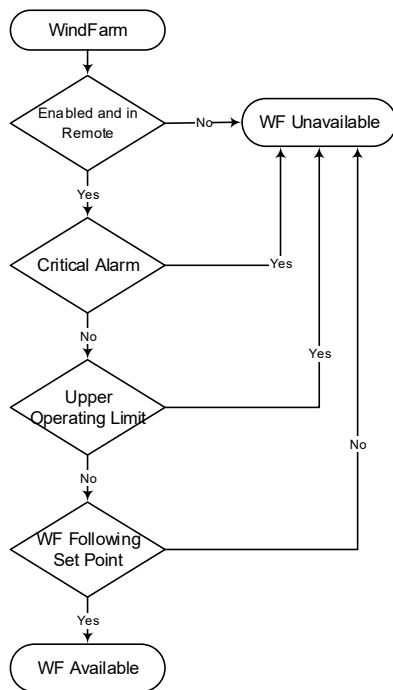 WindFarm
Enabled and in
Remote
No
WF Unavailable
Yes
Critical Alarm
Yes
No
Upper
Operating Limit
Yes
No
WF Following
Set Point
No
Yes
WF Available